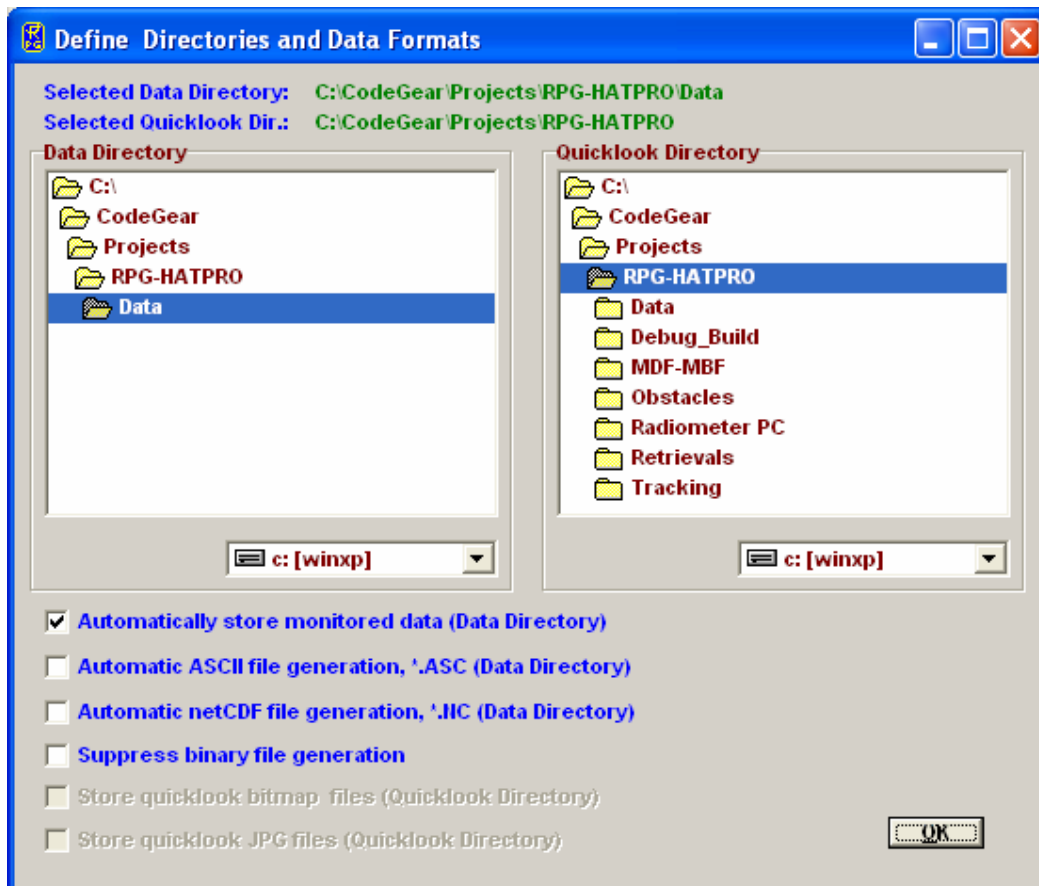 Define Directories and Data Formats
Selected Data Directory: C:\CodeGear\Projects\RPG-HATPRO\Data
Selected Quicklook Dir.: C:\CodeGear\Projects\RPG-HATPRO
Data Directory
C:\
CodeGear
Projects
RPG-HATPRO
Data
c: [winxp]
Quicklook Directory
C:\
CodeGear
Projects
RPG-HATPRO
Data
Debug_Build
MDF-MBF
Obstacles
Radiometer PC
Retrievals
Tracking
c: [winxp]
Automatically store monitored data (Data Directory)
Automatic ASCII file generation, *.ASC (Data Directory)
Automatic netCDF file generation, *.NC (Data Directory)
Suppress binary file generation
Store quicklook bitmap files (Quicklook Directory)
Store quicklook JPG files (Quicklook Directory)
OK